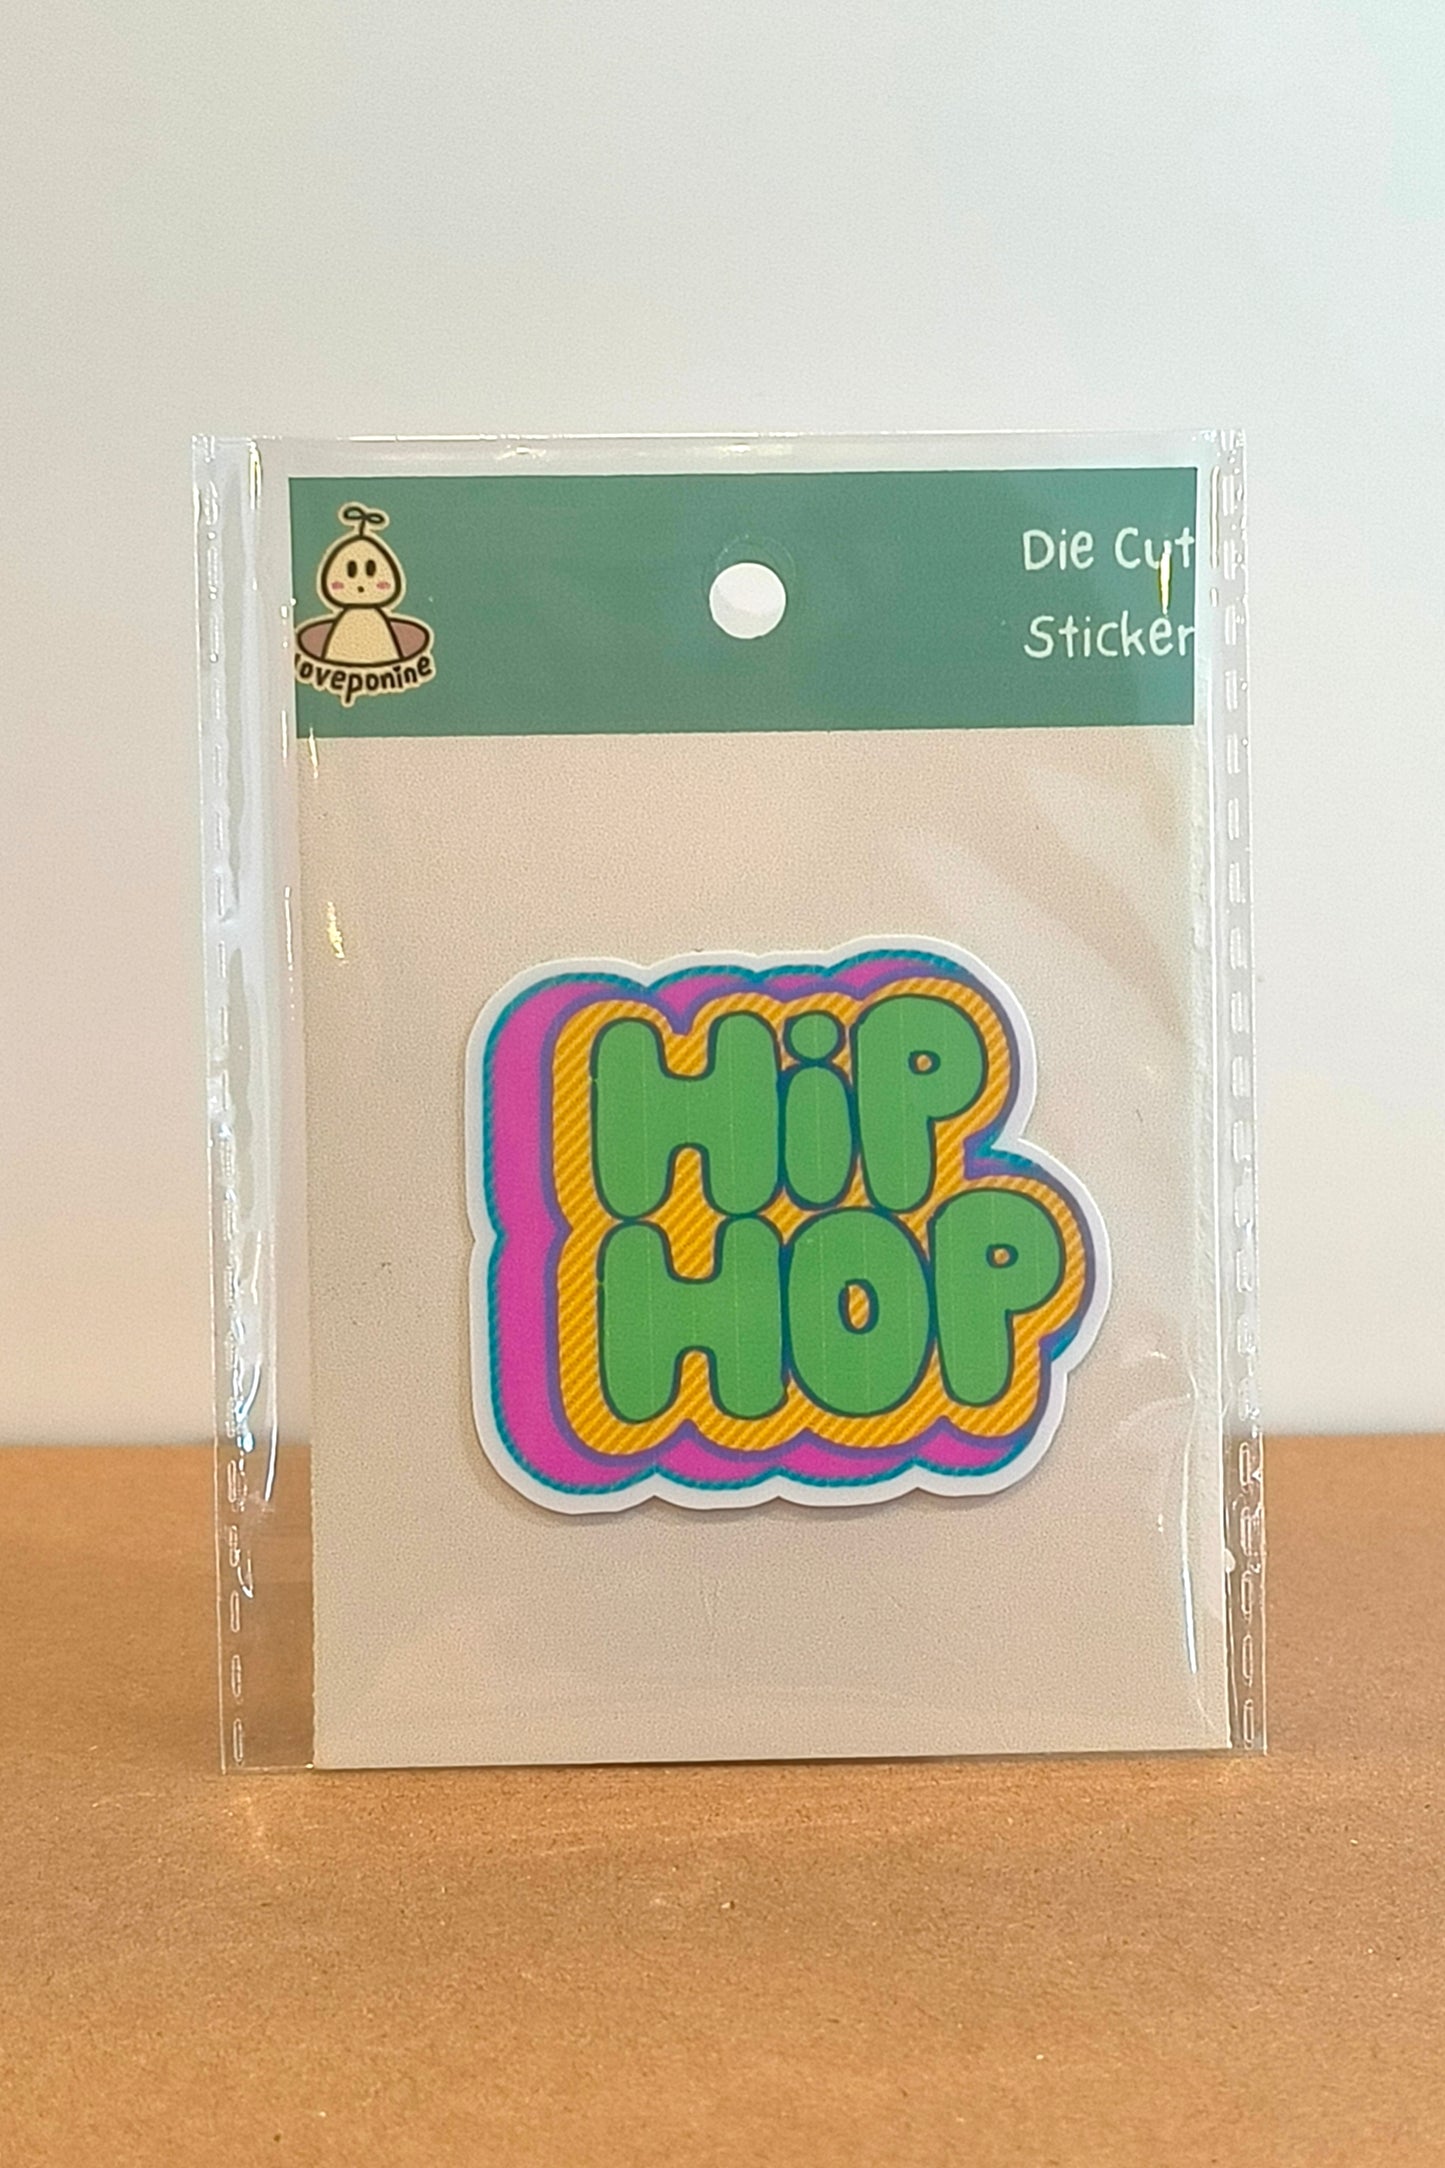 loveponine
Die Cut
Sticker
HiP
HOP